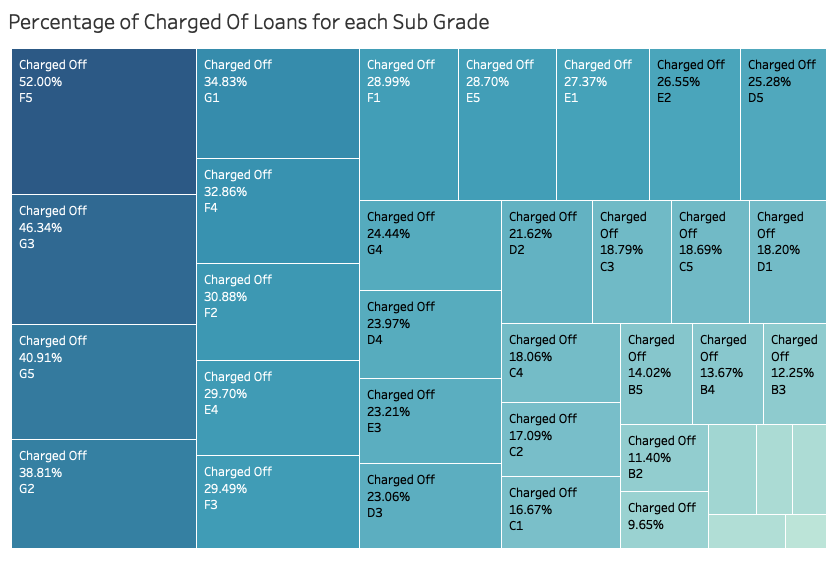 Percentage of Charged Of Loans for each Sub Grade
Charged Off
52.00%
F5
Charged Off
46.34%
G3
Charged Off
40.91%
G5
Charged Off
38.81%
G2
Charged Off
34.83%
G1
Charged Off
32.86%
F4
Charged Off
30.88%
F2
Charged Off
29.70%
E4
Charged Off
29.49%
F3
Charged Off
28.99%
F1
Charged Off
28.70%
E5
Charged Off
27.37%
E1
Charged Off
26.55%
E2
Charged Off
25.28%
D5
Charged Off
24.44%
G4
Charged Off
23.97%
D4
Charged Off
23.21%
E3
Charged Off
23.06%
D3
Charged Off
21.62%
D2
Charged
Off
18.79%
C3
Charged
Off
18.69%
C5
Charged
Off
18.20%
D1
Charged Off
18.06%
C4
Charged Off
17.09%
C2
Charged Off
16.67%
C1
Charged
Off
14.02%
B5
Charged
Off
13.67%
B4
Charged
Off
12.25%
B3
Charged Off
11.40%
B2
Charged Off
9.65%